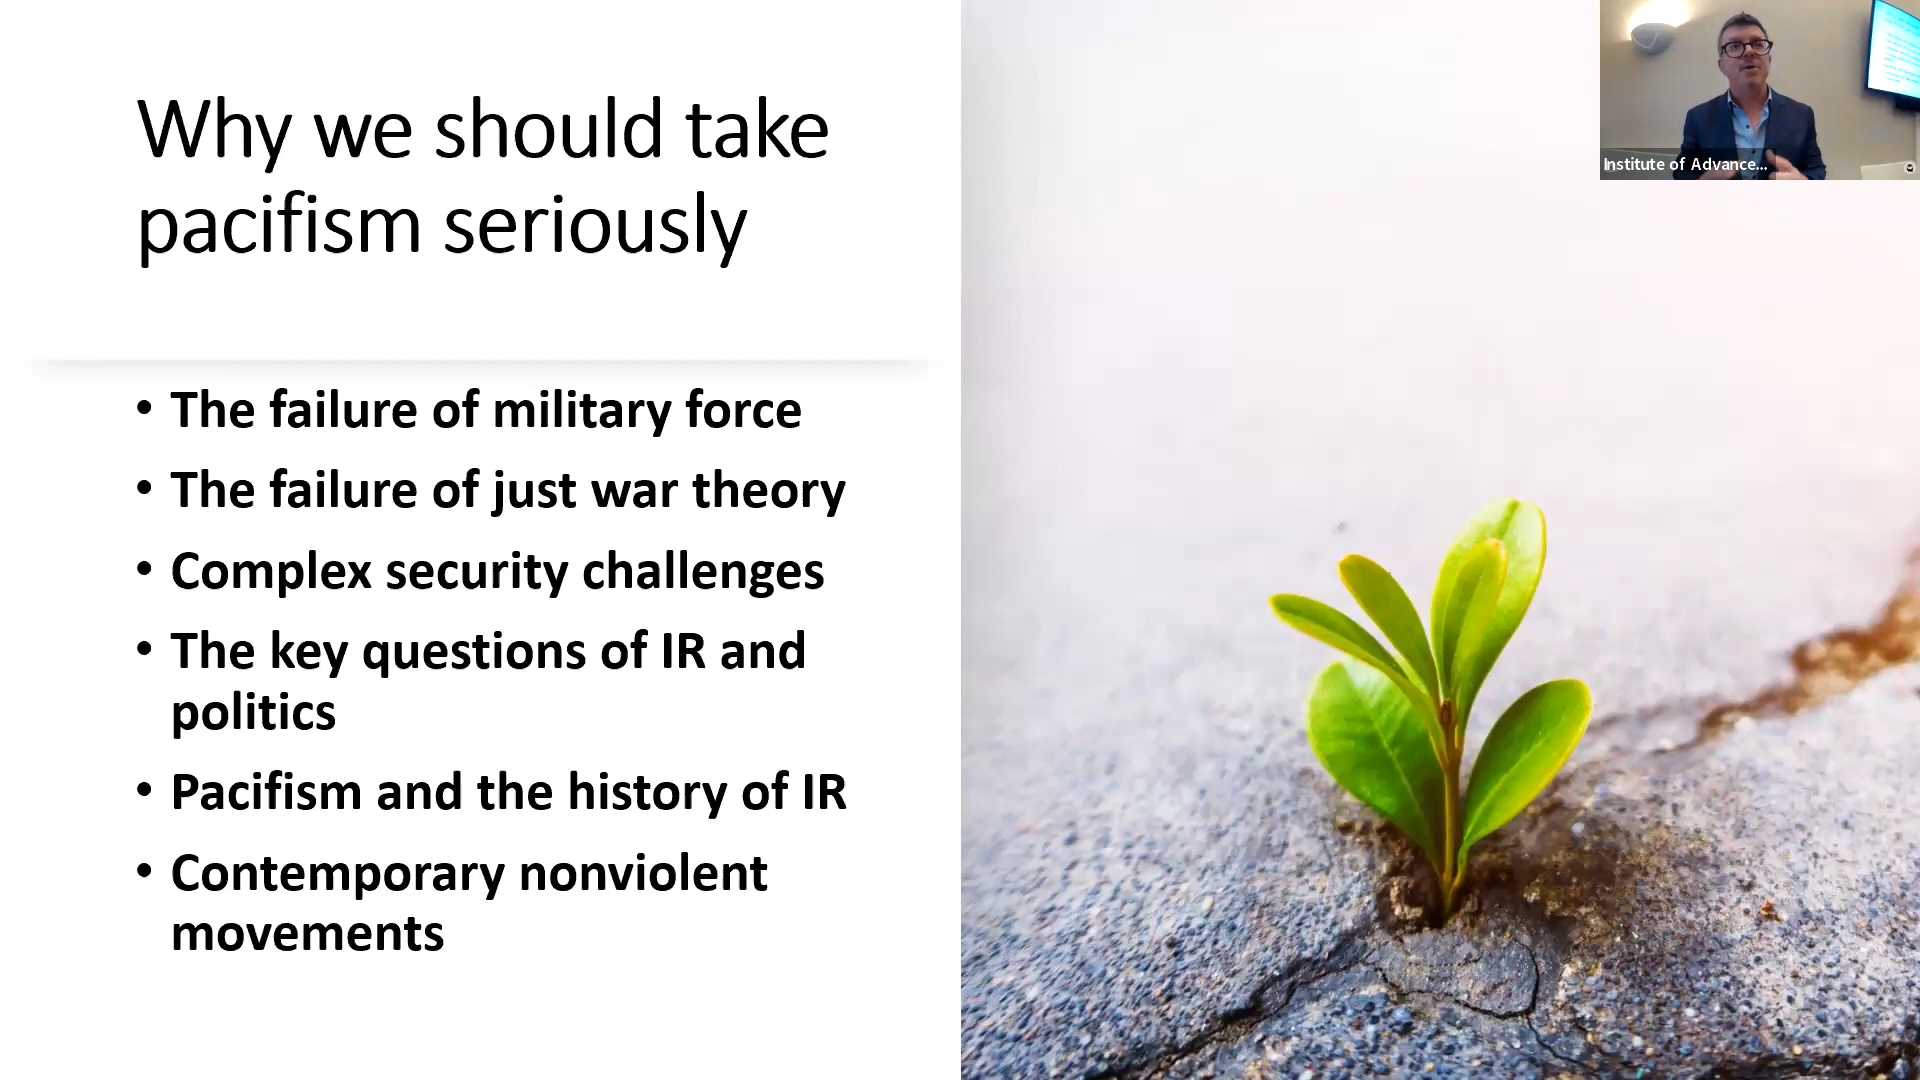 Why we should take
pacifism seriously
• The failure of military force
• The failure of just war theory
• Complex security challenges
• The key questions of IR and
politics
• Pacifism and the history of IR
• Contemporary nonviolent
movements
Institute of Advance...